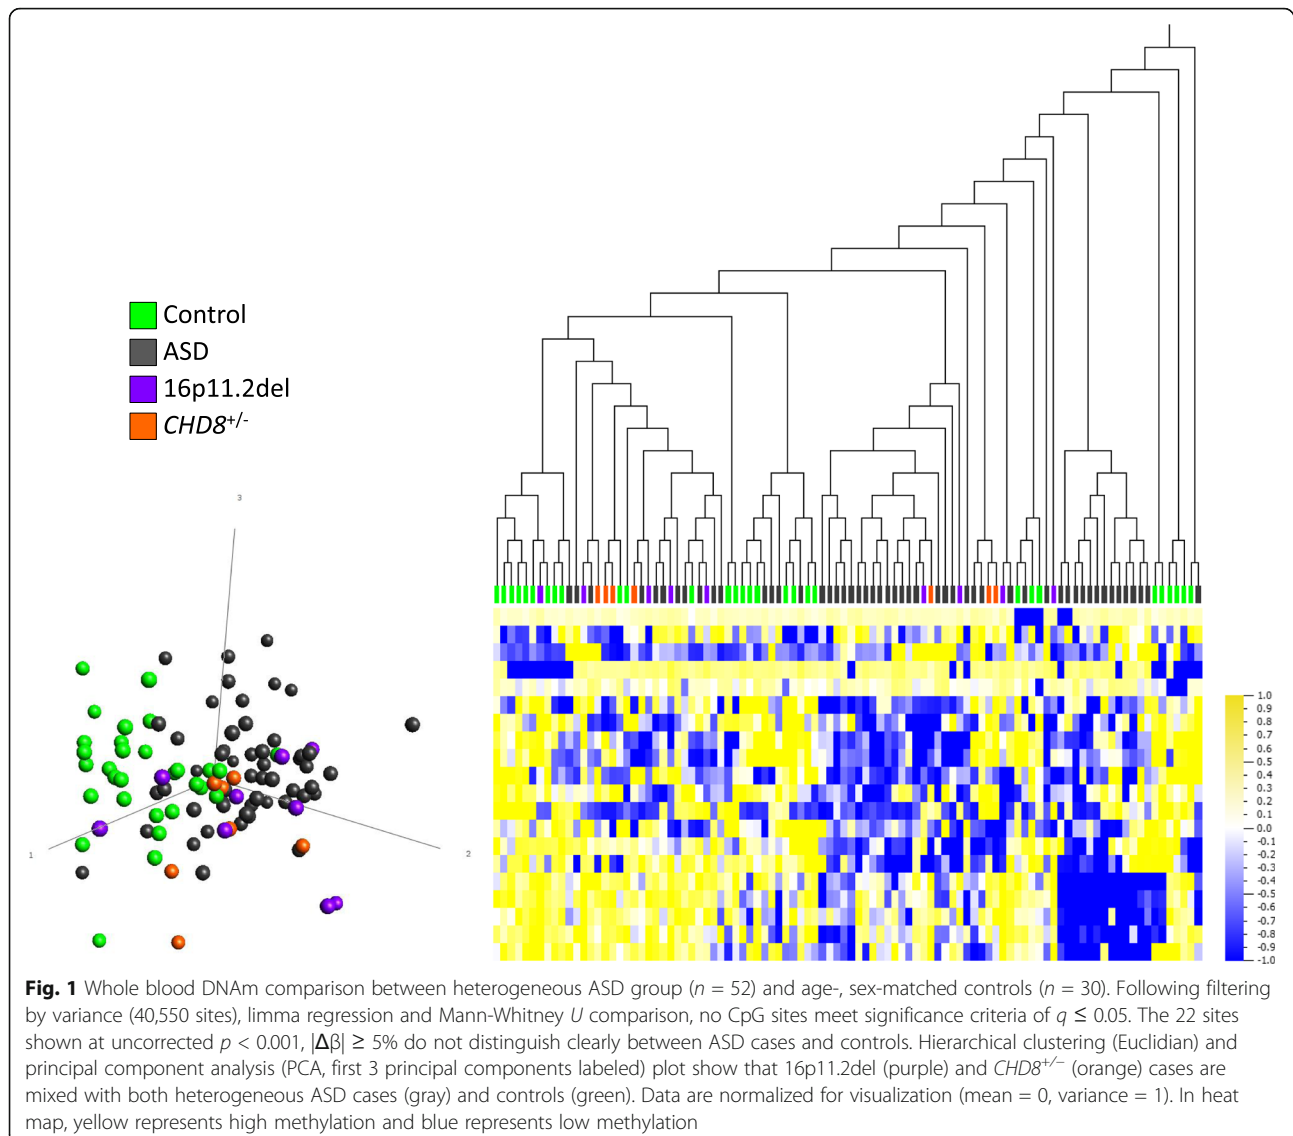 Control
ASD
16p11.2del
CHD8+/-
3
1
2
1.0
0.9
0.8
0.7
0.6
0.5
0.4
0.3
0.2
0.1
0.0
-0.1
-0.2
-0.3
-0.4
-0.5
-0.6
-0.7
-0.8
-0.9
-1.0
Fig. 1 Whole blood DNAm comparison between heterogeneous ASD group (n = 52) and age-, sex-matched controls (n = 30). Following filtering
by variance (40,550 sites), limma regression and Mann-Whitney U comparison, no CpG sites meet significance criteria of q ≤ 0.05. The 22 sites
shown at uncorrected p < 0.001, |Δβ| ≥ 5% do not distinguish clearly between ASD cases and controls. Hierarchical clustering (Euclidian) and
principal component analysis (PCA, first 3 principal components labeled) plot show that 16p11.2del (purple) and CHD8+/− (orange) cases are
mixed with both heterogeneous ASD cases (gray) and controls (green). Data are normalized for visualization (mean = 0, variance = 1). In heat
map, yellow represents high methylation and blue represents low methylation